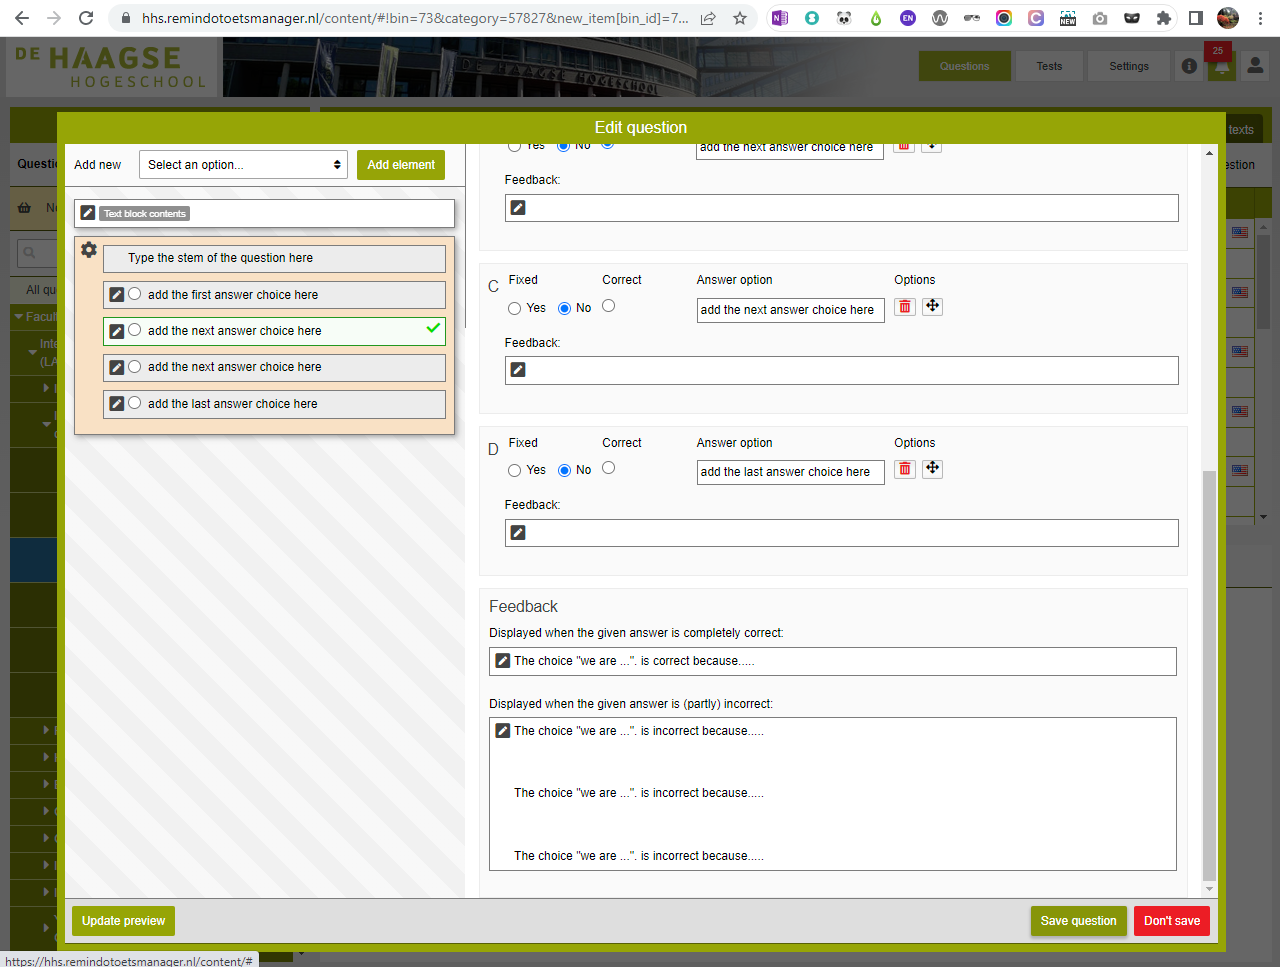 hhs.remindotoetsmanager.nl/content/#!bin=73&category=57827&new_item[bin_id]=7...
EN
NEW
DE HAAGSE
HOGESCHOOL
DE HAAGSE HOGESCHOOL
Questions
Tests
Settings
25
Edit question
texts
Add new
Select an option...
Add element
Text block contents
Type the stem of the question here
add the first answer choice here
add the next answer choice here
add the next answer choice here
add the last answer choice here
Yes
No
add the next answer choice here
Feedback:
C
Fixed
Correct
Answer option
Options
Yes
No
add the next answer choice here
Feedback:
D
Fixed
Correct
Answer option
Options
Yes
No
add the last answer choice here
Feedback:
Feedback
Displayed when the given answer is completely correct:
The choice "we are ...". is correct because.....
Displayed when the given answer is (partly) incorrect:
The choice "we are ...". is incorrect because.....
The choice "we are ...". is incorrect because.....
The choice "we are ...". is incorrect because.....
Update preview
Save question
Don't save
https://hhs.remindotoetsmanager.nl/content/#